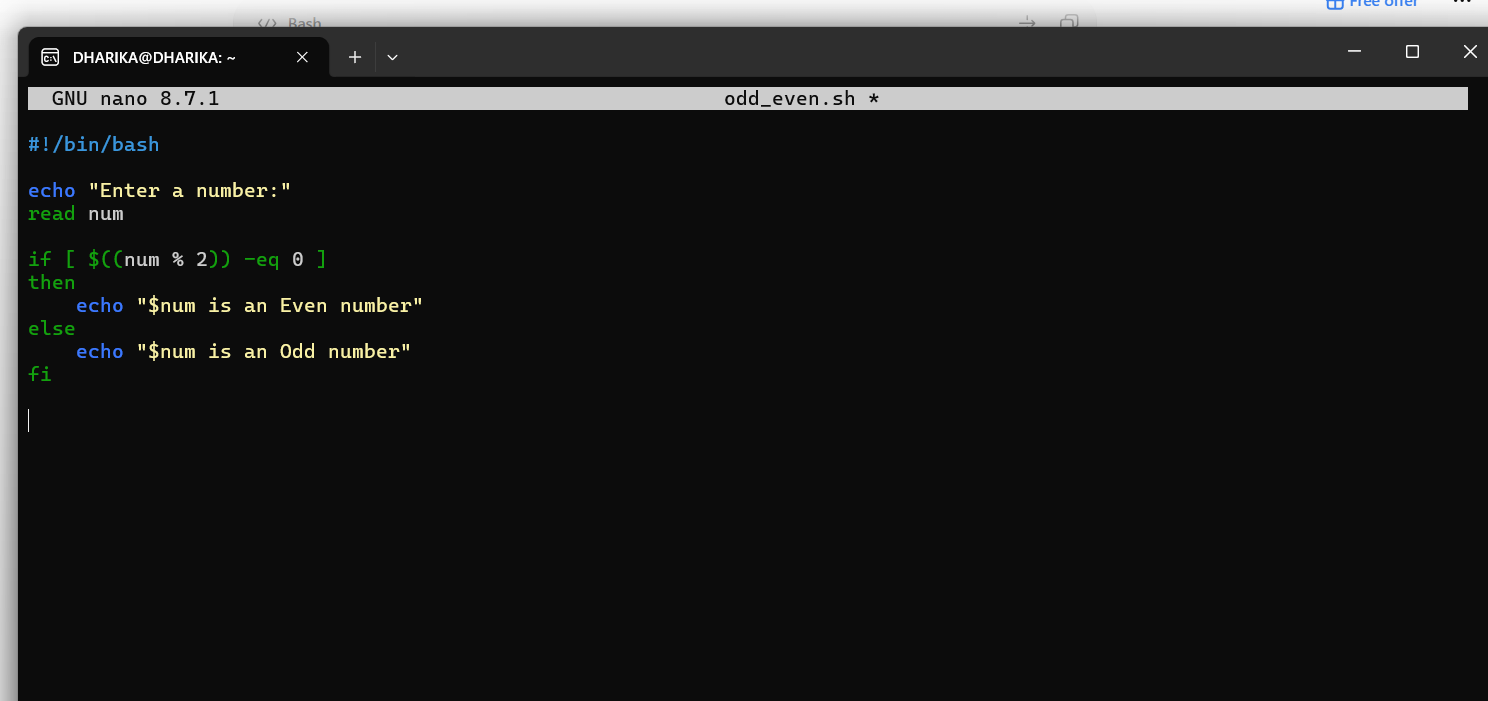 Free offer
Bash
DHARIKA@DHARIKA: ~
GNU nano 8.7.1 odd_even.sh *
#!/bin/bash
echo "Enter a number:"
read num
if [ $((num % 2)) -eq 0 ]
then
    echo "$num is an Even number"
else
    echo "$num is an Odd number"
fi